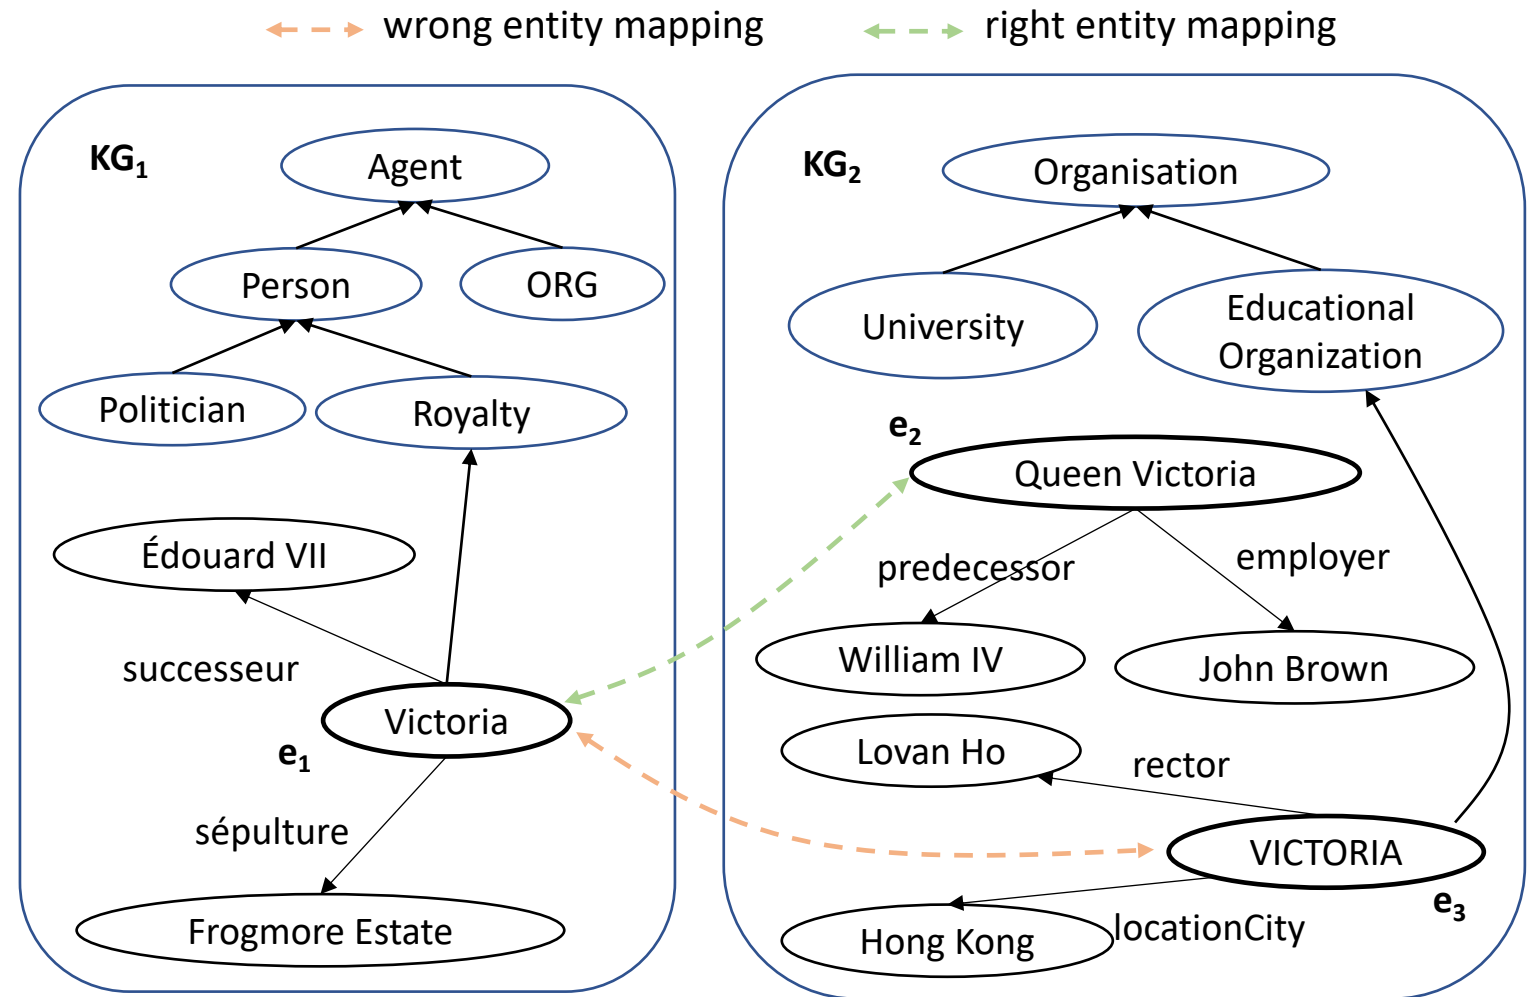 wrong entity mapping
right entity mapping
KG1
Agent
Person
ORG
Politician
Royalty
Édouard VII
successeur
Victoria
e1
sépulture
Frogmore Estate
KG2
Organisation
University
Educational
Organization
e2
Queen Victoria
predecessor
employer
William IV
John Brown
Lovan Ho
rector
VICTORIA
e3
Hong Kong
locationCity